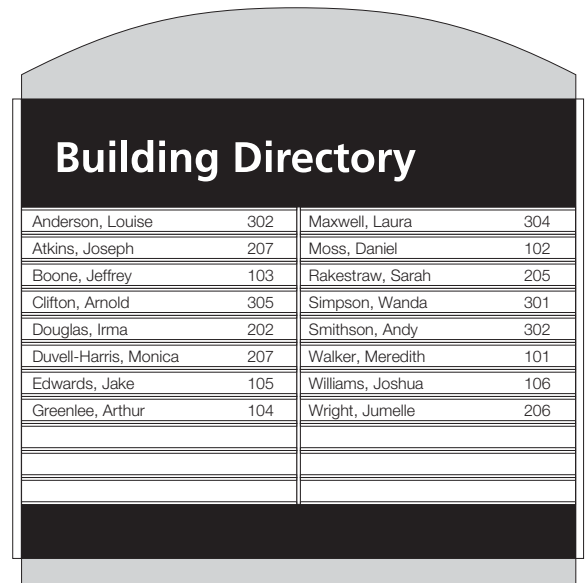 Building Directory
Anderson, Louise 302
Atkins, Joseph 207
Boone, Jeffrey 103
Clifton, Arnold 305
Douglas, Irma 202
Duvell-Harris, Monica 207
Edwards, Jake 105
Greenlee, Arthur 104
Maxwell, Laura 304
Moss, Daniel 102
Rakestraw, Sarah 205
Simpson, Wanda 301
Smithson, Andy 302
Walker, Meredith 101
Williams, Joshua 106
Wright, Jumelle 206